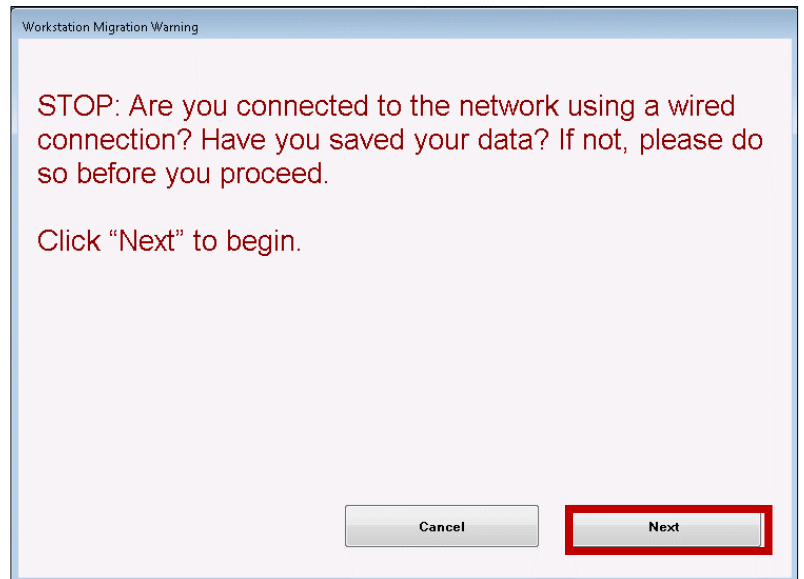 Workstation Migration Warning
STOP: Are you connected to the network using a wired
connection? Have you saved your data? If not, please do
so before you proceed.
Click “Next” to begin.
Cancel
Next